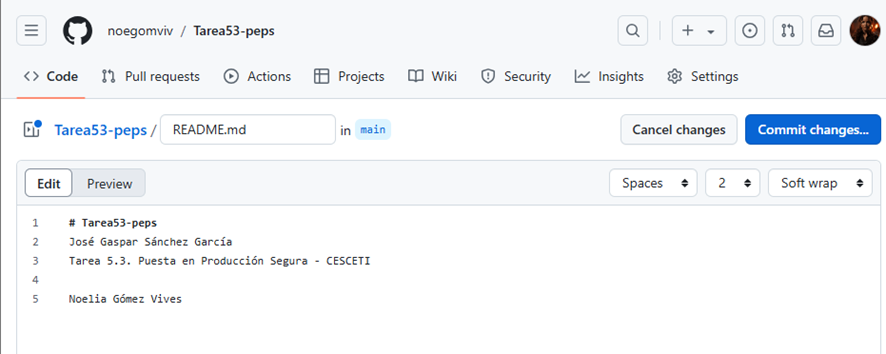 noegomviv / Tarea53-peps
Code Pull requests Actions Projects Wiki Security Insights Settings
Tarea53-peps / README.md in main Cancel changes Commit changes...
Edit Preview Spaces 2 Soft wrap
1 # Tarea53-peps
2 José Gaspar Sánchez García
3 Tarea 5.3. Puesta en Producción Segura - CESCETI
4
5 Noelia Gómez Vives